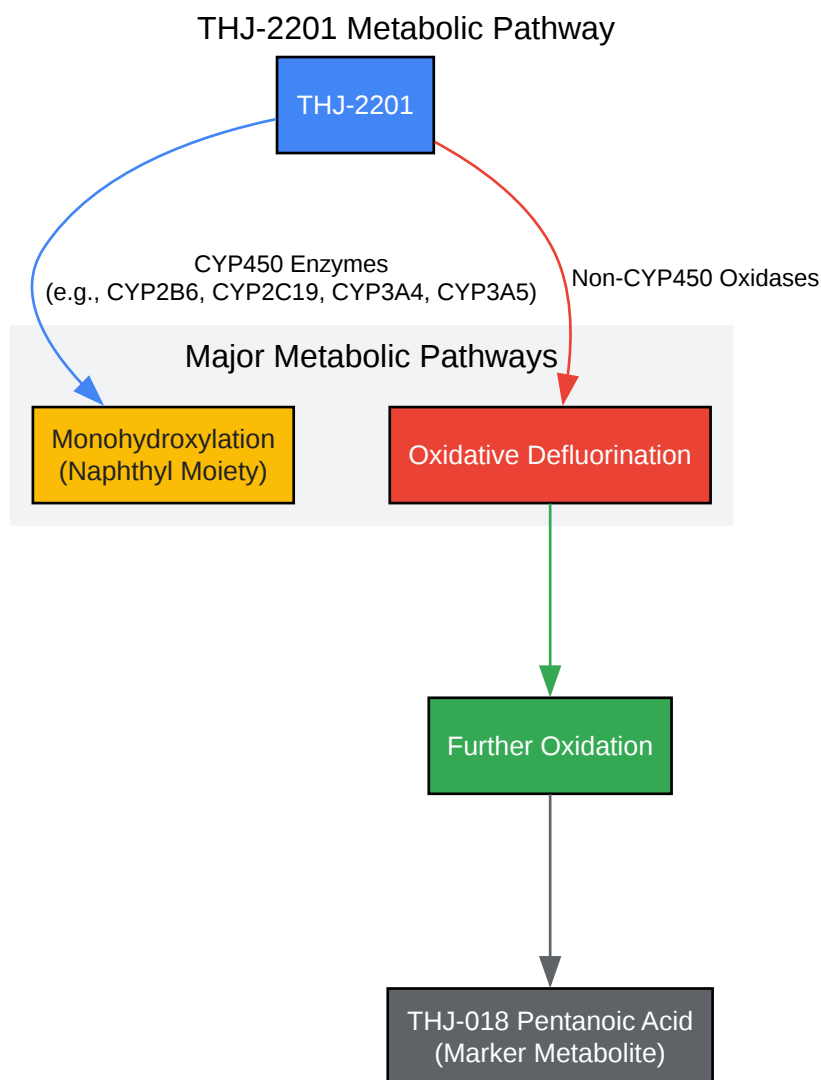 THJ-2201 Metabolic Pathway
THJ-2201
CYP450 Enzymes
(e.g., CYP2B6, CYP2C19, CYP3A4, CYP3A5)
Non-CYP450 Oxidases
Major Metabolic Pathways
Monohydroxylation
(Naphthyl Moiety)
Oxidative Defluorination
Further Oxidation
THJ-018 Pentanoic Acid
(Marker Metabolite)